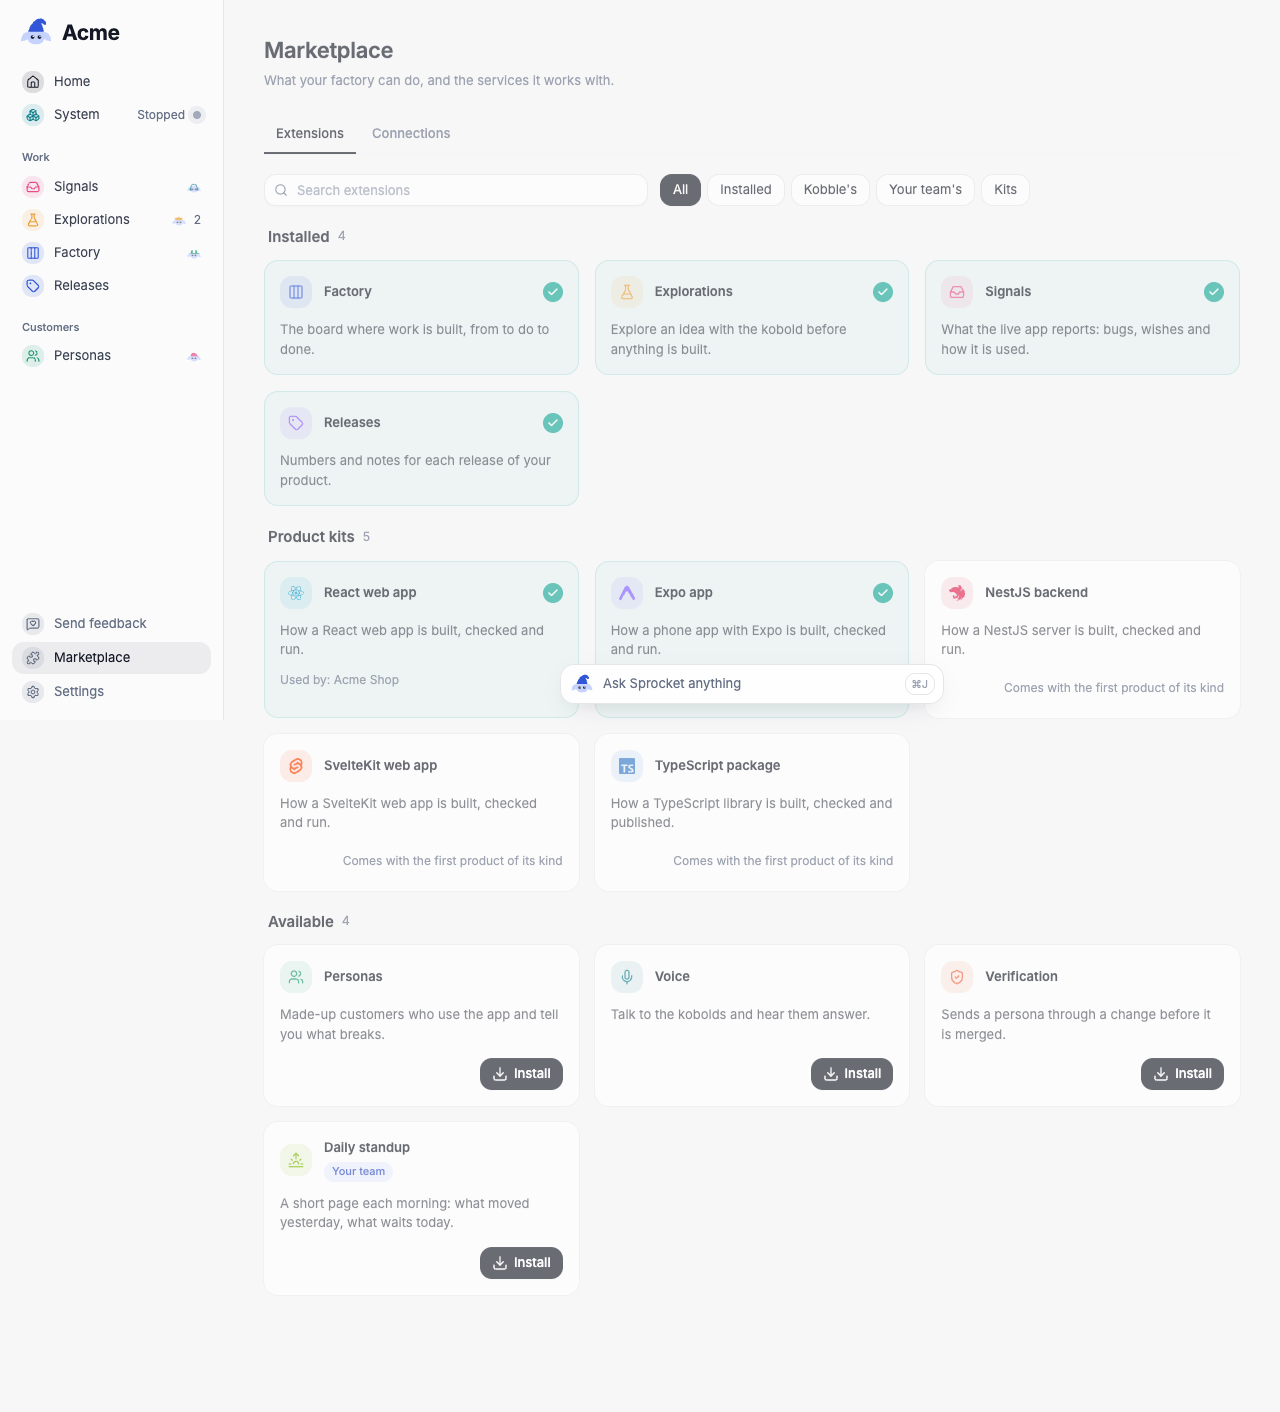 Acme
Home
System Stopped
Work
Signals
Explorations 2
Factory
Releases
Customers
Personas
Send feedback
Marketplace
Settings
Marketplace
What your factory can do, and the services it works with.
Extensions Connections
Search extensions All Installed Kobble's Your team's Kits
Installed 4
Factory
The board where work is built, from to do to
done.
Explorations
Explore an idea with the kobold before
anything is built.
Signals
What the live app reports: bugs, wishes and
how it is used.
Releases
Numbers and notes for each release of your
product.
Product kits 5
React web app
How a React web app is built, checked and
run.
Used by: Acme Shop
Expo app
How a phone app with Expo is built, checked
and run.
NestJS backend
How a NestJS server is built, checked and
run.
Comes with the first product of its kind
Ask Sprocket anything ⌘J
SvelteKit web app
How a SvelteKit web app is built, checked
and run.
Comes with the first product of its kind
TS TypeScript package
How a TypeScript library is built, checked and
published.
Comes with the first product of its kind
Available 4
Personas
Made-up customers who use the app and tell
you what breaks.
Install
Voice
Talk to the kobolds and hear them answer.
Install
Verification
Sends a persona through a change before it
is merged.
Install
Daily standup
Your team
A short page each morning: what moved
yesterday, what waits today.
Install